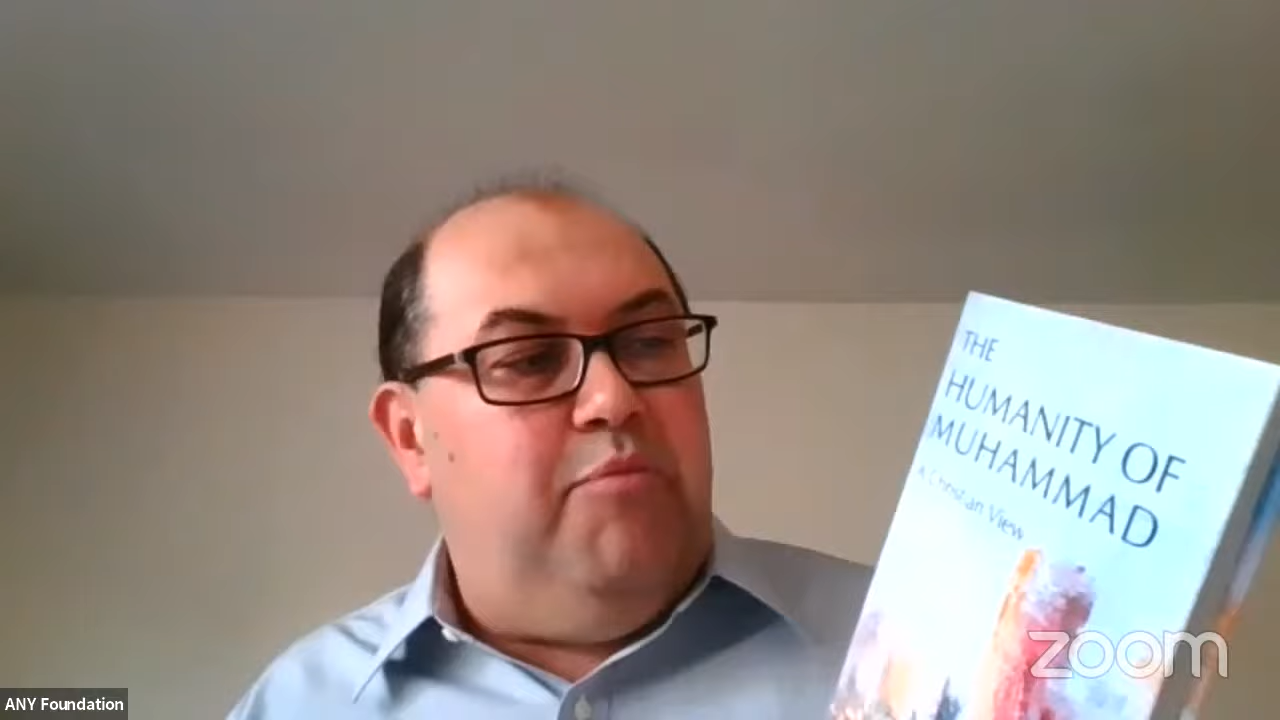 THE
HUMANITY OF
MUHAMMAD
A Christian View
zoom
ANY Foundation